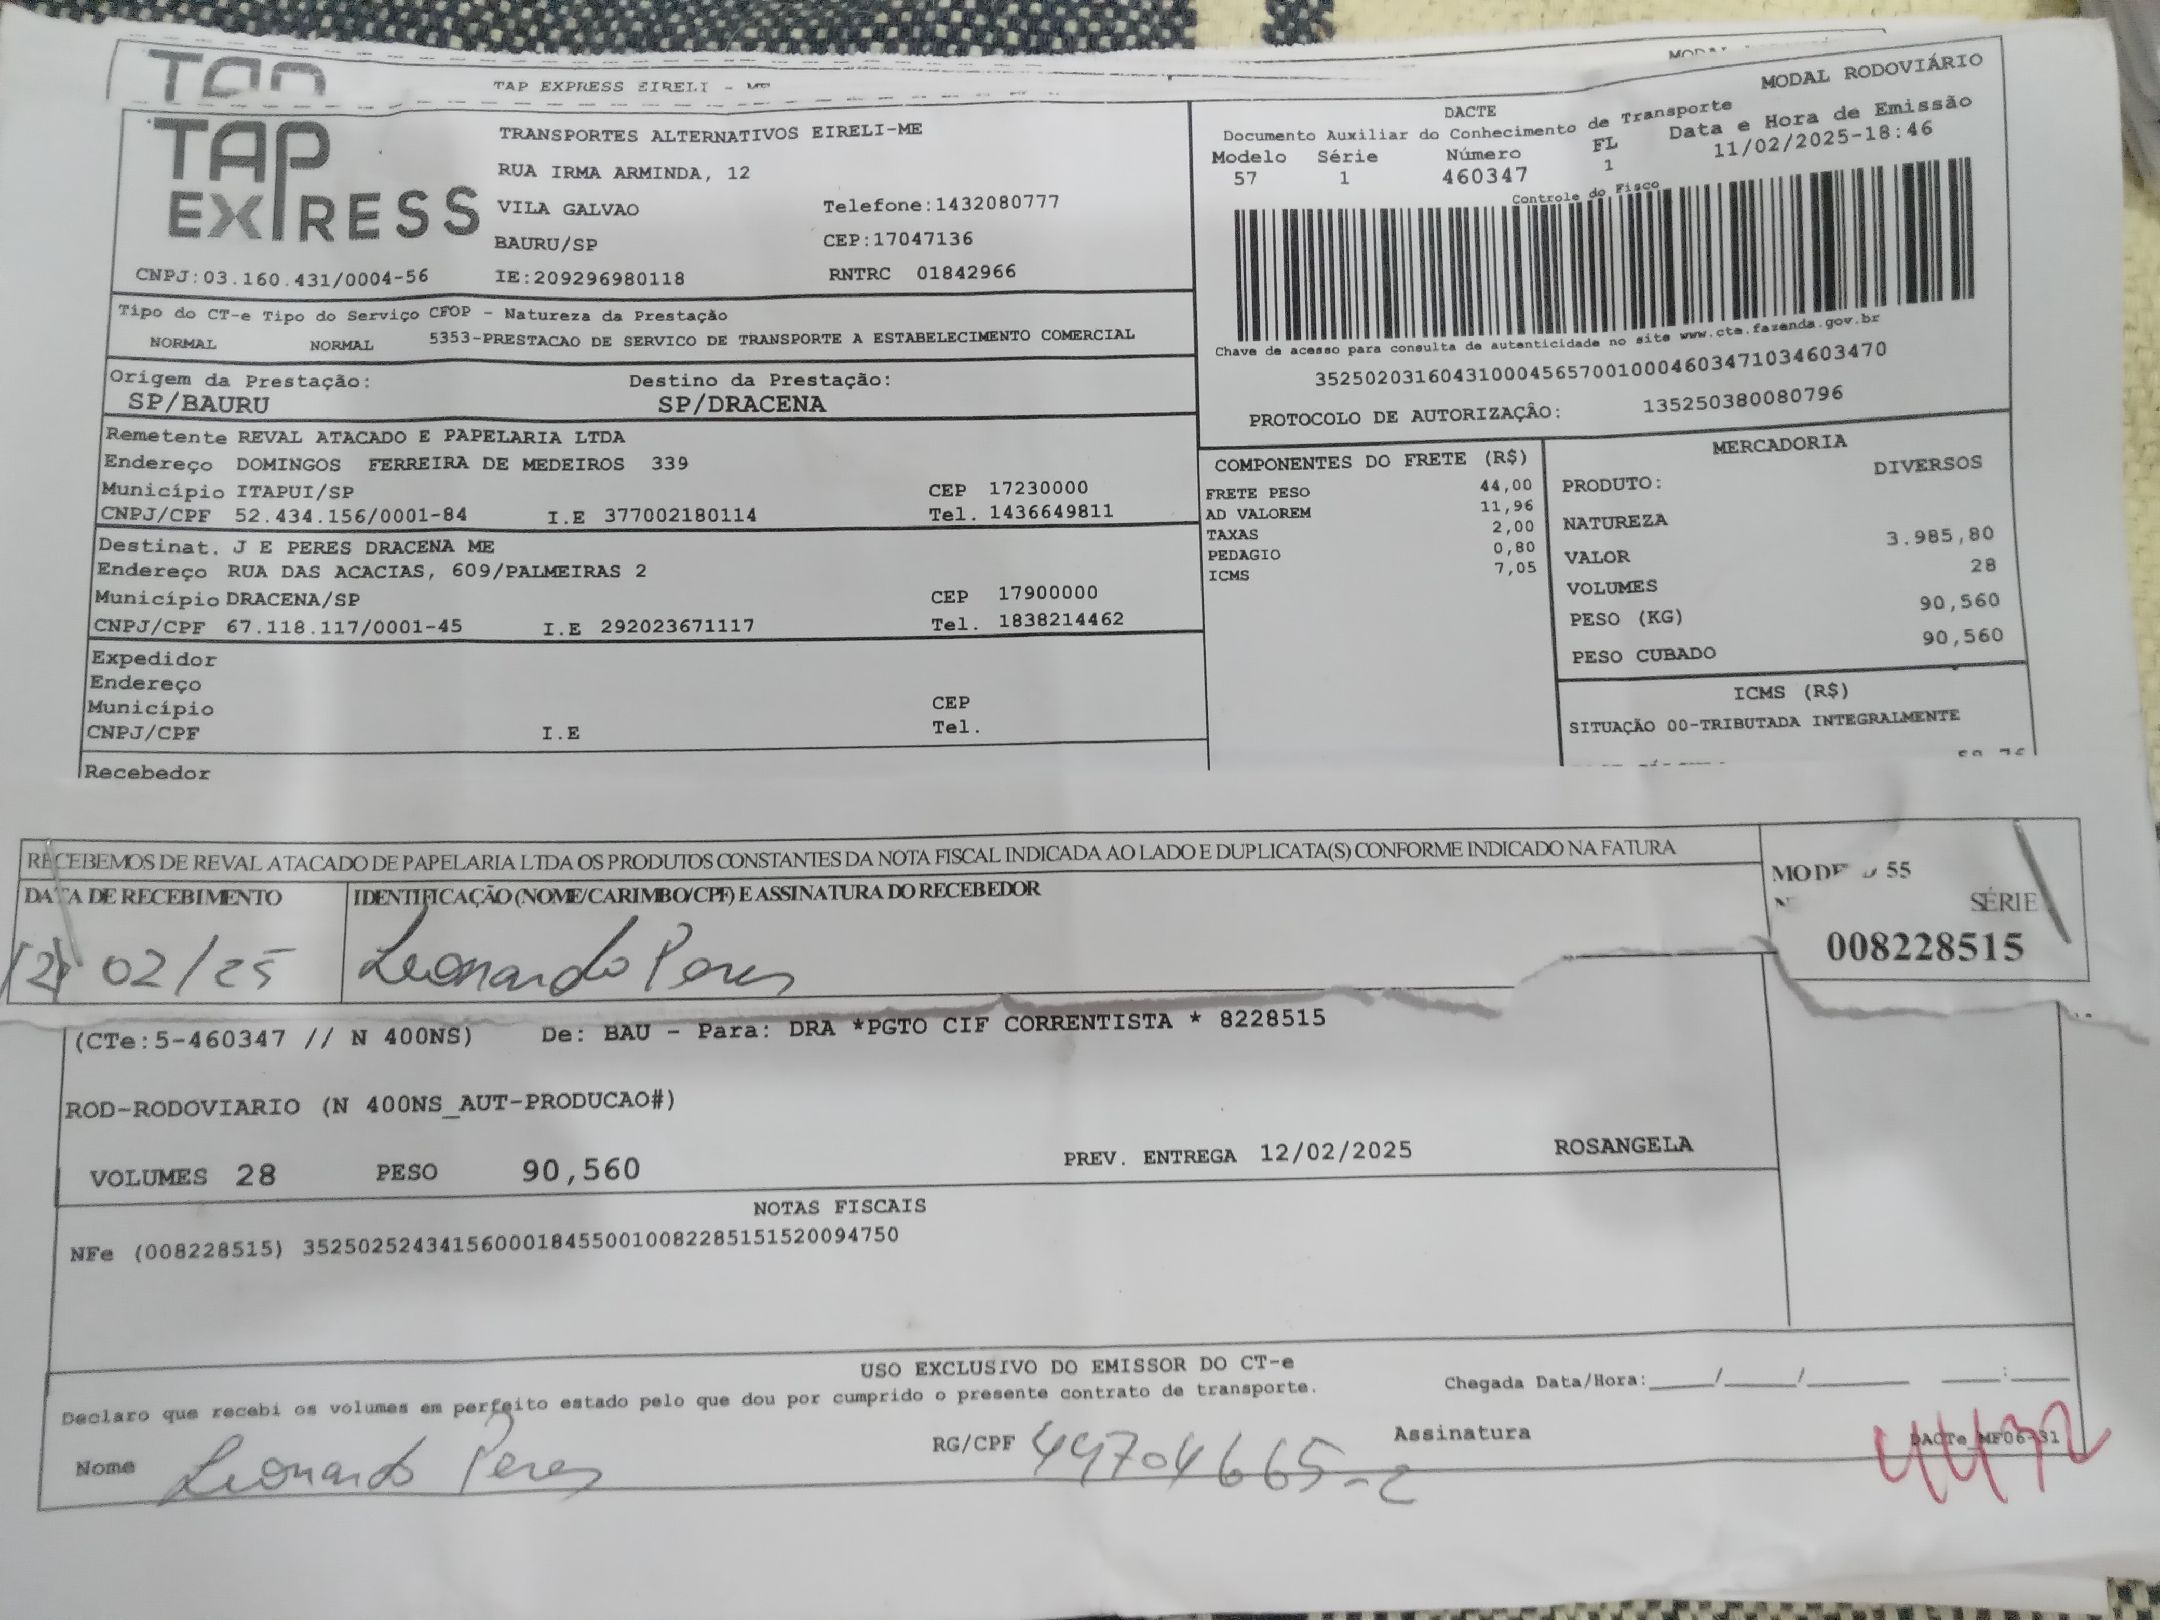 TAP EXPRESS EIRELI - ME
TAP EXPRESS
TRANSPORTES ALTERNATIVOS EIRELI-ME
RUA IRMA ARMINDA, 12
VILA GALVAO Telefone:1432080777
BAURU/SP CEP:17047136
CNPJ:03.160.431/0004-56 IE:209296980118 RNTRC 01842966
MODAL RODOVIÁRIO
DACTE
Documento Auxiliar do Conhecimento de Transporte Data e Hora de Emissão
Modelo Série Número FL 11/02/2025-18:46
57 1 460347 1
Controle do Fisco
Chave de acesso para consulta de autenticidade no site www.cte.fazenda.gov.br
35250203160431000456570010004603471034603470
PROTOCOLO DE AUTORIZAÇÃO: 135250380080796
Tipo do CT-e Tipo do Serviço CFOP - Natureza da Prestação
NORMAL NORMAL 5353-PRESTACAO DE SERVICO DE TRANSPORTE A ESTABELECIMENTO COMERCIAL
Origem da Prestação: Destino da Prestação:
SP/BAURU SP/DRACENA
Remetente REVAL ATACADO E PAPELARIA LTDA
Endereço DOMINGOS FERREIRA DE MEDEIROS 339
Município ITAPUI/SP CEP 17230000
CNPJ/CPF 52.434.156/0001-84 I.E 377002180114 Tel. 1436649811
Destinat. J E PERES DRACENA ME
Endereço RUA DAS ACACIAS, 609/PALMEIRAS 2
Município DRACENA/SP CEP 17900000
CNPJ/CPF 67.118.117/0001-45 I.E 292023671117 Tel. 1838214462
Expedidor
Endereço
Município CEP
CNPJ/CPF I.E Tel.
Recebedor
COMPONENTES DO FRETE (R$)
FRETE PESO 44,00
AD VALOREM 11,96
TAXAS 2,00
PEDAGIO 0,80
ICMS 7,05
MERCADORIA
PRODUTO: DIVERSOS
NATUREZA
VALOR 3.985,80
VOLUMES 28
PESO (KG) 90,560
PESO CUBADO 90,560
ICMS (R$)
SITUAÇÃO 00-TRIBUTADA INTEGRALMENTE
RECEBEMOS DE REVAL ATACADO DE PAPELARIA LTDA OS PRODUTOS CONSTANTES DA NOTA FISCAL INDICADA AO LADO E DUPLICATA(S) CONFORME INDICADO NA FATURA
DATA DE RECEBIMENTO IDENTIFICAÇÃO (NOME/CARIMBO/CPF) E ASSINATURA DO RECEBEDOR
12/02/25 Leonardo Peres
MODELO 55
SÉRIE
008228515
(CTe:5-460347 // N 400NS) De: BAU - Para: DRA *PGTO CIF CORRENTISTA * 8228515
ROD-RODOVIARIO (N 400NS_AUT-PRODUCAO#)
VOLUMES 28 PESO 90,560 PREV. ENTREGA 12/02/2025 ROSANGELA
NOTAS FISCAIS
NFe (008228515) 35250252434156000184550010082285151520094750
USO EXCLUSIVO DO EMISSOR DO CT-e
Declaro que recebi os volumes em perfeito estado pelo que dou por cumprido o presente contrato de transporte. Chegada Data/Hora:____/____/______ ____:____
Nome Leonardo Peres RG/CPF 44704665-2 Assinatura